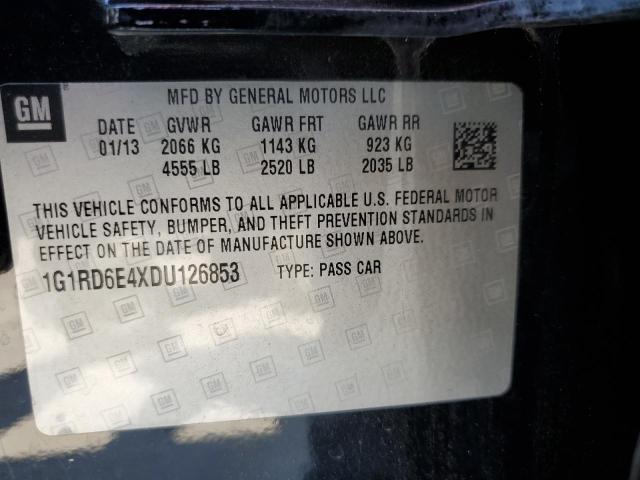 GM
MFD BY GENERAL MOTORS LLC
DATE GVWR GAWR FRT GAWR RR
01/13 2066 KG 1143 KG 923 KG
4555 LB 2520 LB 2035 LB
THIS VEHICLE CONFORMS TO ALL APPLICABLE U.S. FEDERAL MOTOR
VEHICLE SAFETY, BUMPER, AND THEFT PREVENTION STANDARDS IN
EFFECT ON THE DATE OF MANUFACTURE SHOWN ABOVE.
1G1RD6E4XDU126853 TYPE: PASS CAR